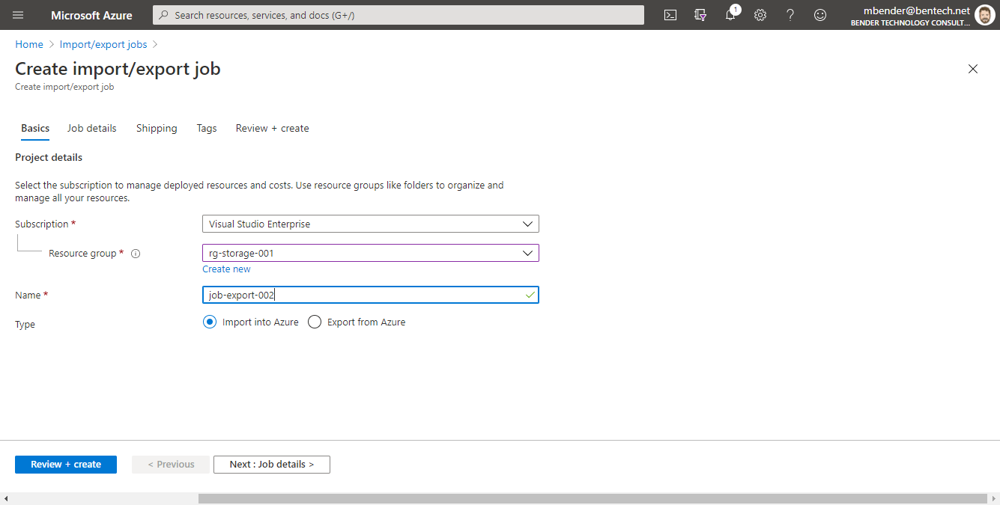 Microsoft Azure
Search resources, services, and docs (G+/)
1
mbender@bentech.net
BENDER TECHNOLOGY CONSULT...
Home > Import/export jobs >
Create import/export job
Create import/export job
Basics Job details Shipping Tags Review + create
Project details
Select the subscription to manage deployed resources and costs. Use resource groups like folders to organize and
manage all your resources.
Subscription * Visual Studio Enterprise
Resource group * rg-storage-001
Create new
Name * job-export-002
Type Import into Azure Export from Azure
Review + create < Previous Next : Job details >